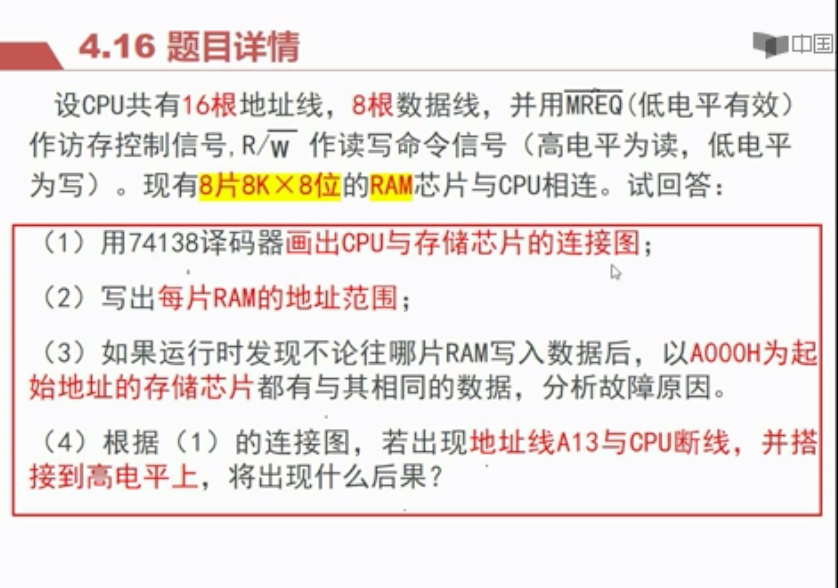 4.16 题目详情
中国
设CPU共有16根地址线，8根数据线，并用M̅R̅E̅Q̅(低电平有效）
作访存控制信号,R/W̅ 作读写命令信号（高电平为读，低电平
为写）。现有8片8K×8位的RAM芯片与CPU相连。试回答：
（1）用74138译码器画出CPU与存储芯片的连接图；
（2）写出每片RAM的地址范围；
（3）如果运行时发现不论往哪片RAM写入数据后，以A000H为起
始地址的存储芯片都有与其相同的数据，分析故障原因。
（4）根据（1）的连接图，若出现地址线A13与CPU断线，并搭
接到高电平上，将出现什么后果？